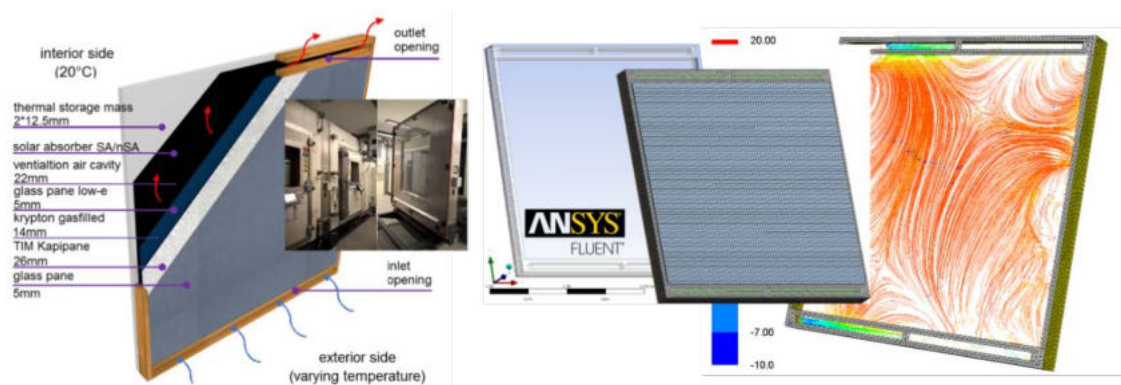 interior side
(20°C)
outlet
opening
thermal storage mass
2*12.5mm
solar absorber SA/nSA
ventialtion air cavity
22mm
glass pane low-e
5mm
krypton gasfilled
14mm
TIM Kapipane
26mm
glass pane
5mm
inlet
opening
exterior side
(varying temperature)
ANSYS
FLUENT
20.00
-7.00
-10.0